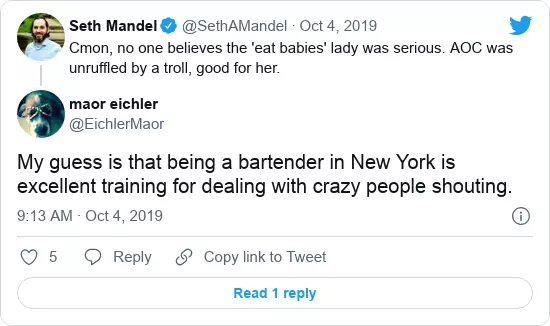 Seth Mandel @SethAMandel · Oct 4, 2019
Cmon, no one believes the 'eat babies' lady was serious. AOC was
unruffled by a troll, good for her.
maor eichler
@EichlerMaor
My guess is that being a bartender in New York is
excellent training for dealing with crazy people shouting.
9:13 AM · Oct 4, 2019
5 Reply Copy link to Tweet
Read 1 reply